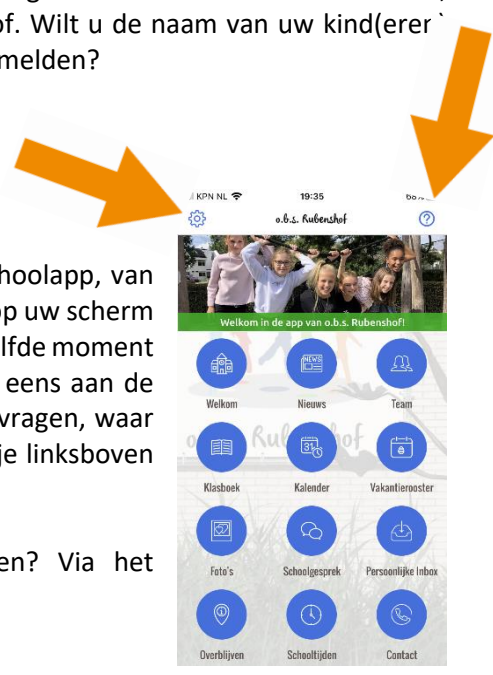 of. Wilt u de naam van uw kind(eren)
melden?
KPN NL 19:35
o.b.s. Rubenshof
Welkom in de app van o.b.s. Rubenshof!
Welkom Nieuws Team
Klasboek Kalender Vakantierooster
Foto's Schoolgesprek Persoonlijke Inbox
Overblijven Schooltijden Contact
NEWS
31
hoolapp, van
op uw scherm
lfde moment
eens aan de
vragen, waar
je linksboven
en? Via het